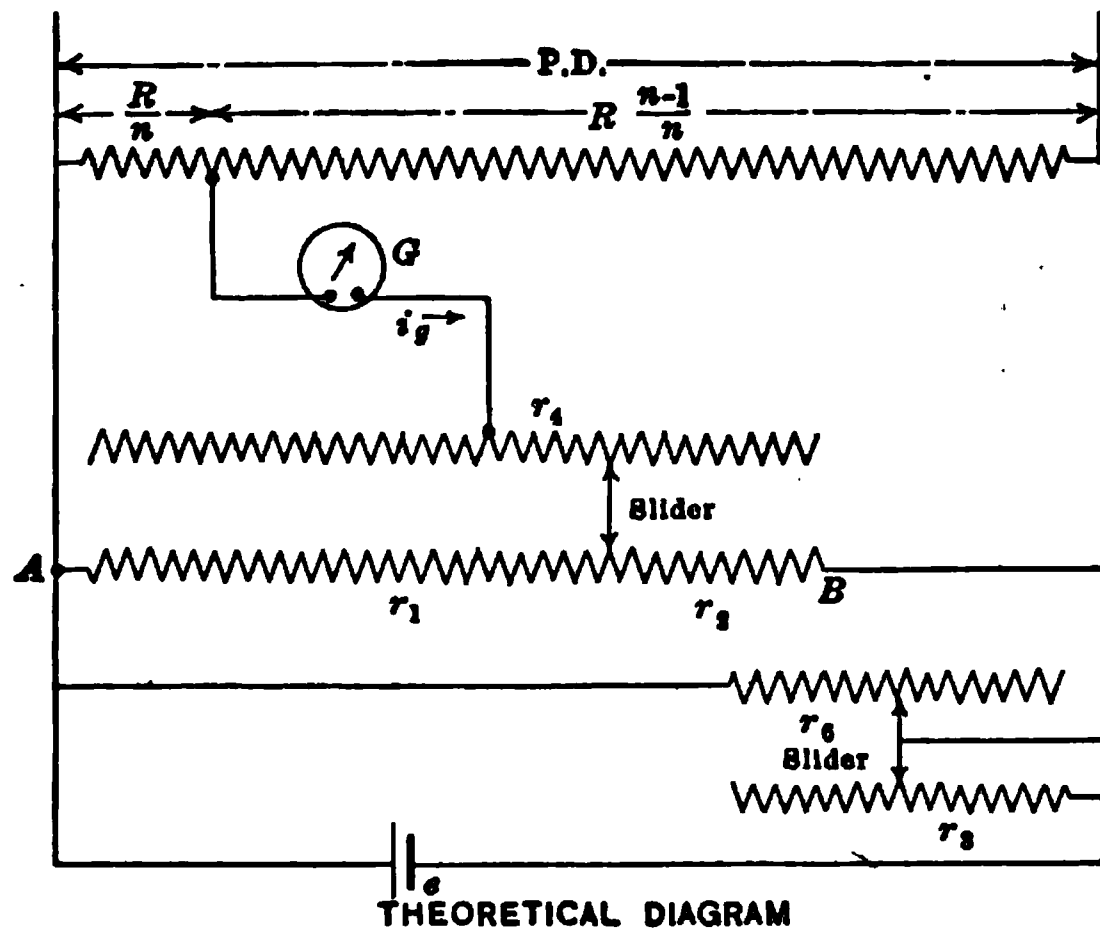 P.D.
R/n R n-1/n
G
i_g
r_4
Slider
A
r_1 r_2 B
r_6
Slider
r_3
e
THEORETICAL DIAGRAM